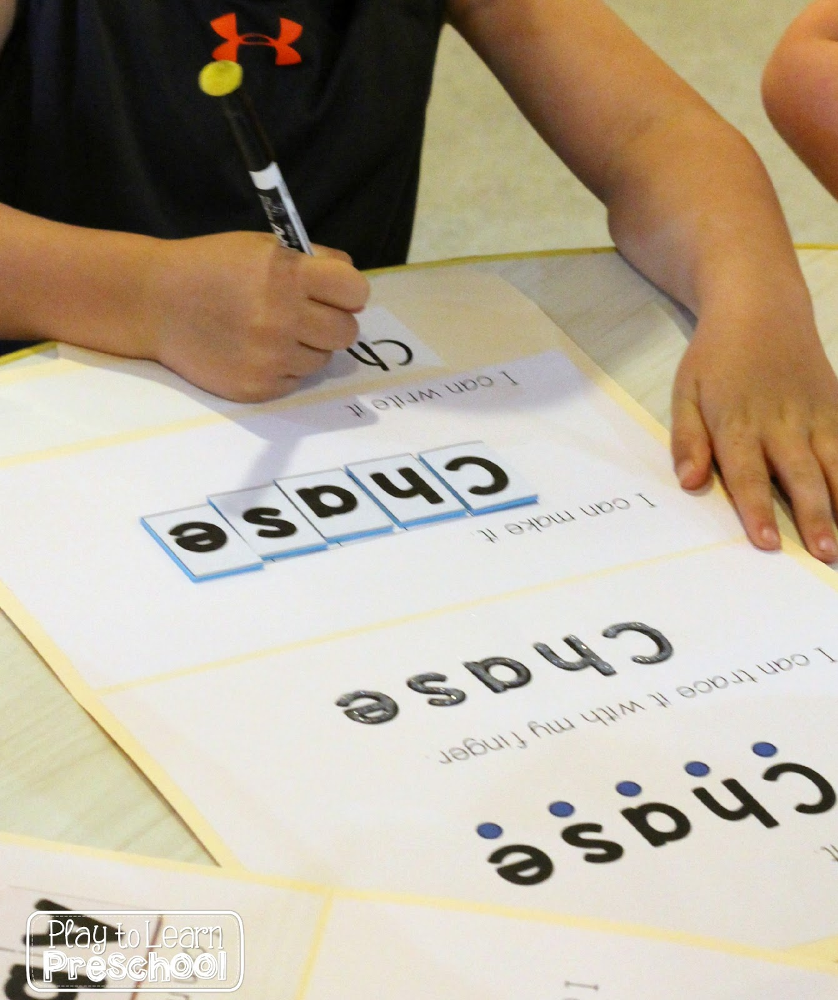 Chase
it.
I can trace it with my finger.
Chase
I can make it.
Chase
I can write it.
Ch
Play to Learn
Preschool